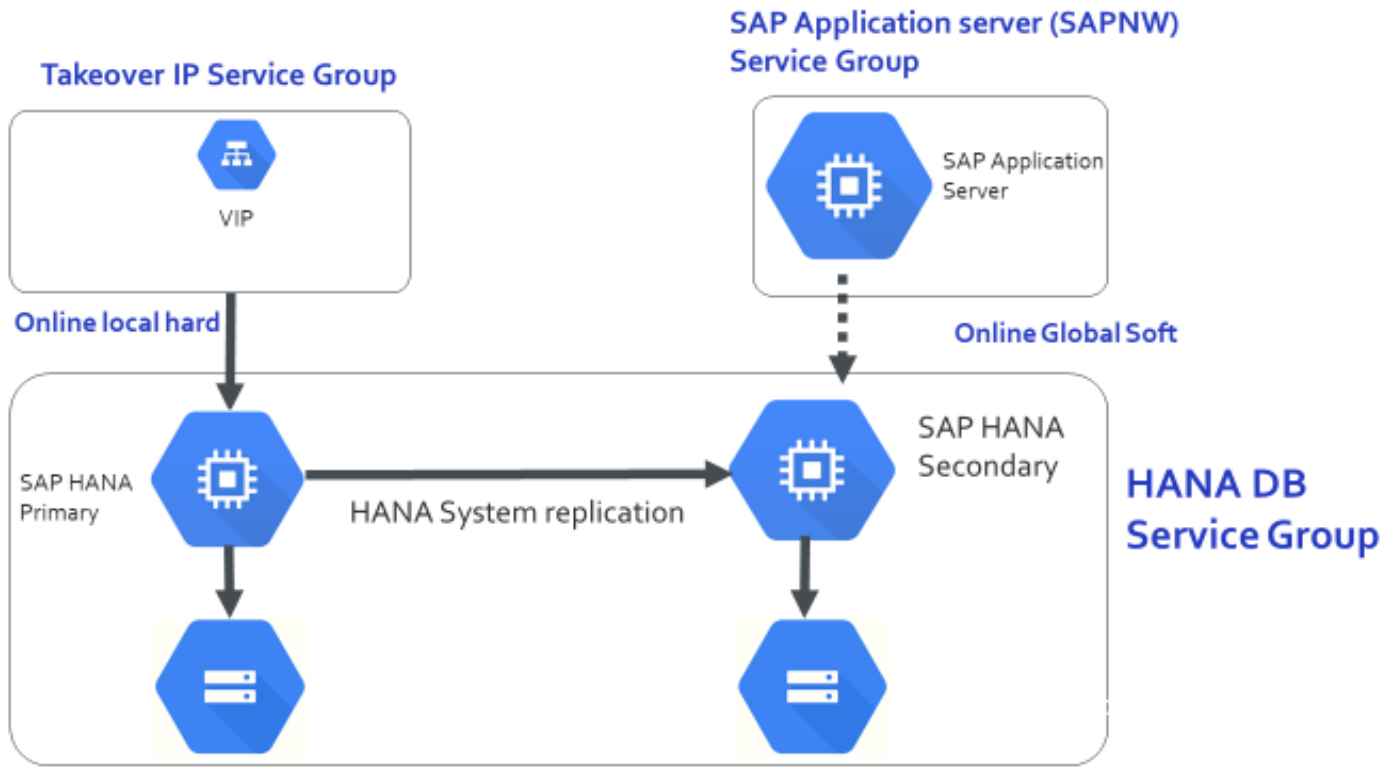 SAP Application server (SAPNW)
Service Group
Takeover IP Service Group
VIP
SAP Application
Server
Online local hard
Online Global Soft
SAP HANA
Primary
HANA System replication
SAP HANA
Secondary
HANA DB
Service Group